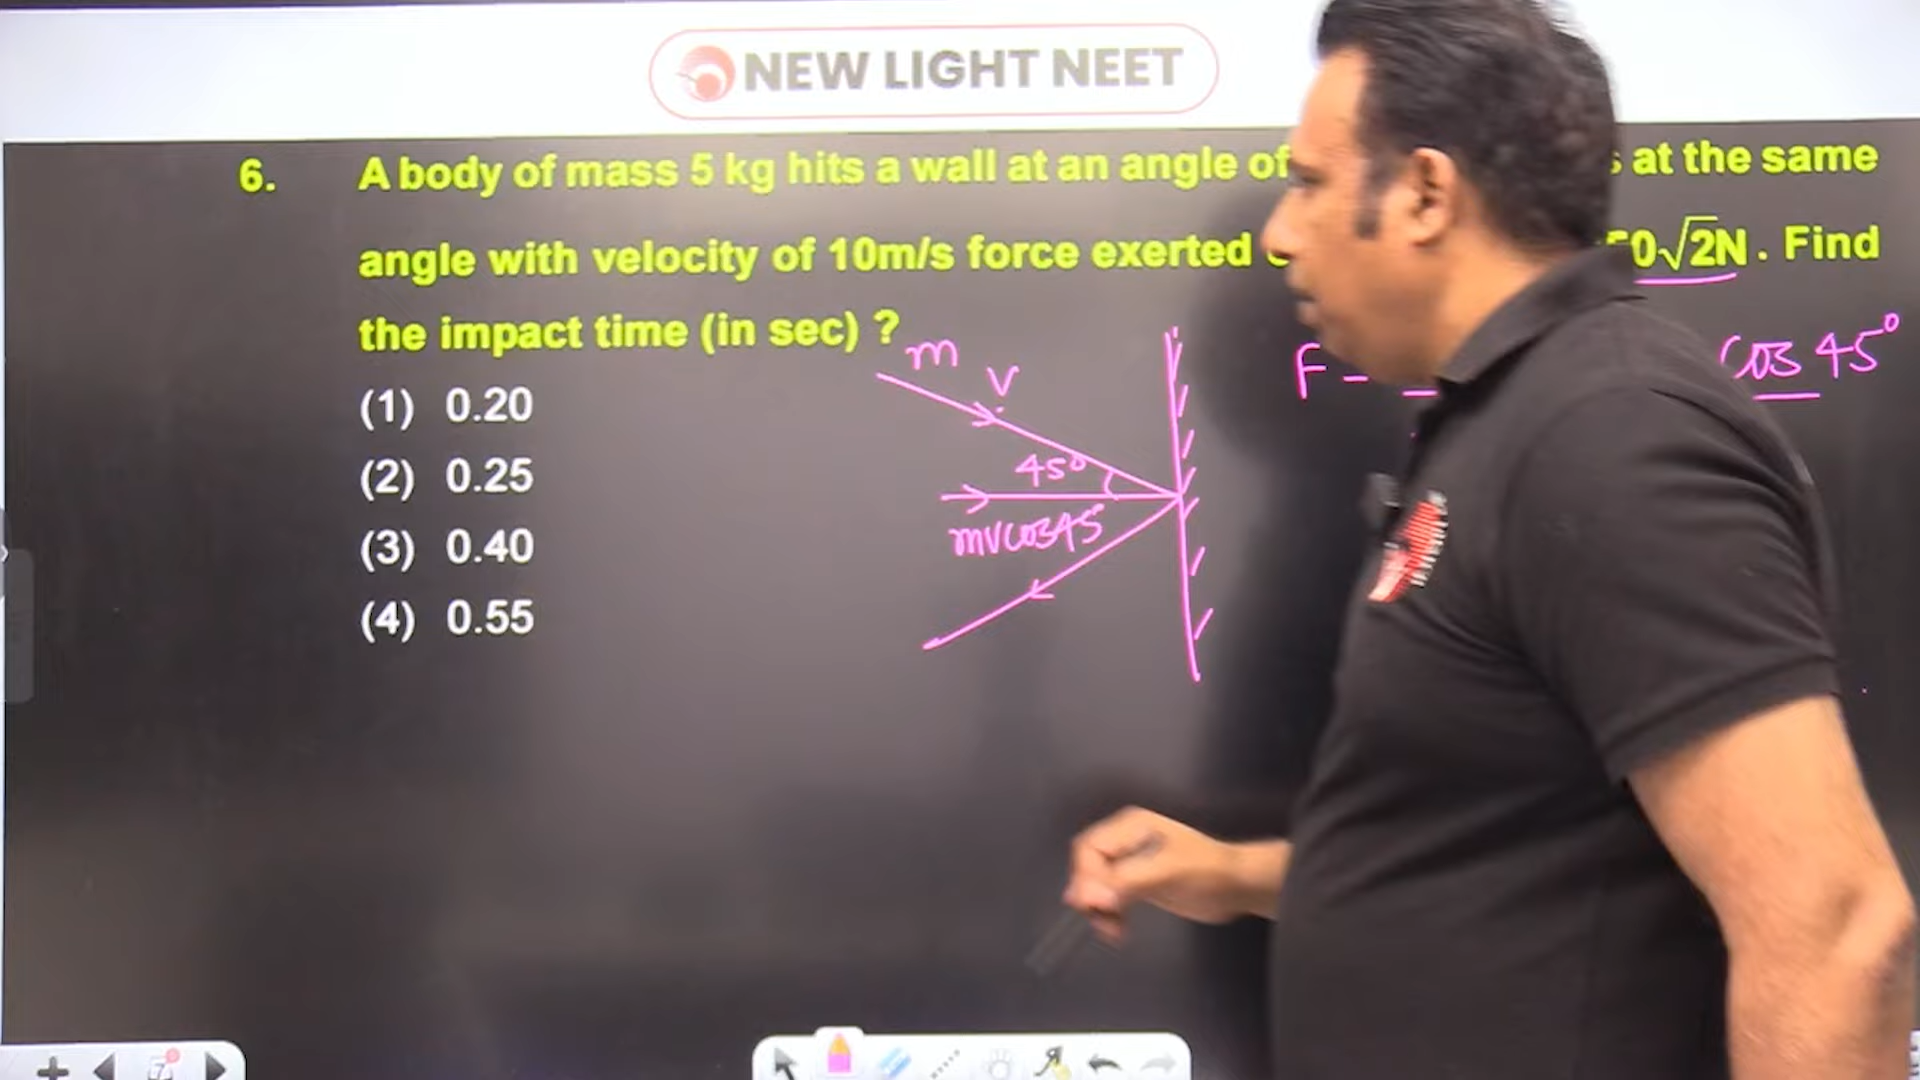 NEW LIGHT NEET
6. A body of mass 5 kg hits a wall at an angle of at the same
angle with velocity of 10m/s force exerted 0√2N. Find
the impact time (in sec) ?
(1) 0.20
(2) 0.25
(3) 0.40
(4) 0.55
m
v
45°
mvcos45
F = cos 45°